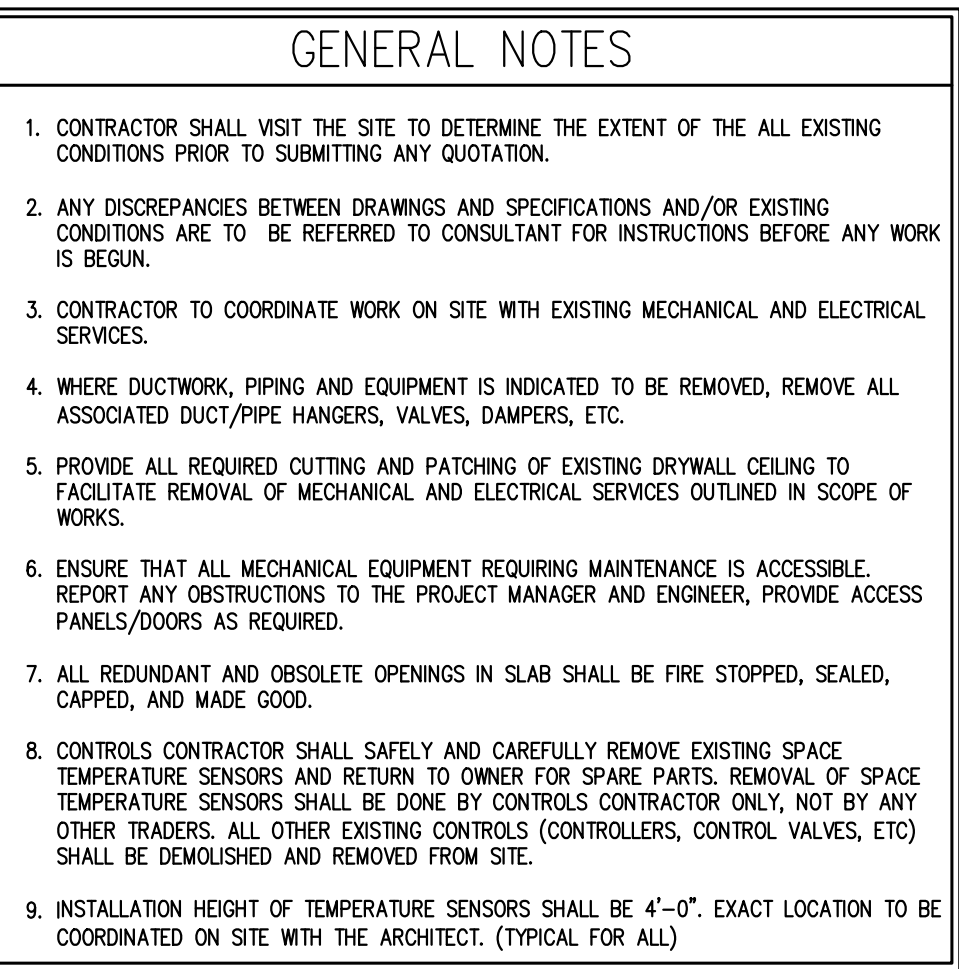 GENERAL NOTES
1. CONTRACTOR SHALL VISIT THE SITE TO DETERMINE THE EXTENT OF THE ALL EXISTING
CONDITIONS PRIOR TO SUBMITTING ANY QUOTATION.
2. ANY DISCREPANCIES BETWEEN DRAWINGS AND SPECIFICATIONS AND/OR EXISTING
CONDITIONS ARE TO BE REFERRED TO CONSULTANT FOR INSTRUCTIONS BEFORE ANY WORK
IS BEGUN.
3. CONTRACTOR TO COORDINATE WORK ON SITE WITH EXISTING MECHANICAL AND ELECTRICAL
SERVICES.
4. WHERE DUCTWORK, PIPING AND EQUIPMENT IS INDICATED TO BE REMOVED, REMOVE ALL
ASSOCIATED DUCT/PIPE HANGERS, VALVES, DAMPERS, ETC.
5. PROVIDE ALL REQUIRED CUTTING AND PATCHING OF EXISTING DRYWALL CEILING TO
FACILITATE REMOVAL OF MECHANICAL AND ELECTRICAL SERVICES OUTLINED IN SCOPE OF
WORKS.
6. ENSURE THAT ALL MECHANICAL EQUIPMENT REQUIRING MAINTENANCE IS ACCESSIBLE.
REPORT ANY OBSTRUCTIONS TO THE PROJECT MANAGER AND ENGINEER, PROVIDE ACCESS
PANELS/DOORS AS REQUIRED.
7. ALL REDUNDANT AND OBSOLETE OPENINGS IN SLAB SHALL BE FIRE STOPPED, SEALED,
CAPPED, AND MADE GOOD.
8. CONTROLS CONTRACTOR SHALL SAFELY AND CAREFULLY REMOVE EXISTING SPACE
TEMPERATURE SENSORS AND RETURN TO OWNER FOR SPARE PARTS. REMOVAL OF SPACE
TEMPERATURE SENSORS SHALL BE DONE BY CONTROLS CONTRACTOR ONLY, NOT BY ANY
OTHER TRADERS. ALL OTHER EXISTING CONTROLS (CONTROLLERS, CONTROL VALVES, ETC)
SHALL BE DEMOLISHED AND REMOVED FROM SITE.
9. INSTALLATION HEIGHT OF TEMPERATURE SENSORS SHALL BE 4'-0". EXACT LOCATION TO BE
COORDINATED ON SITE WITH THE ARCHITECT. (TYPICAL FOR ALL)